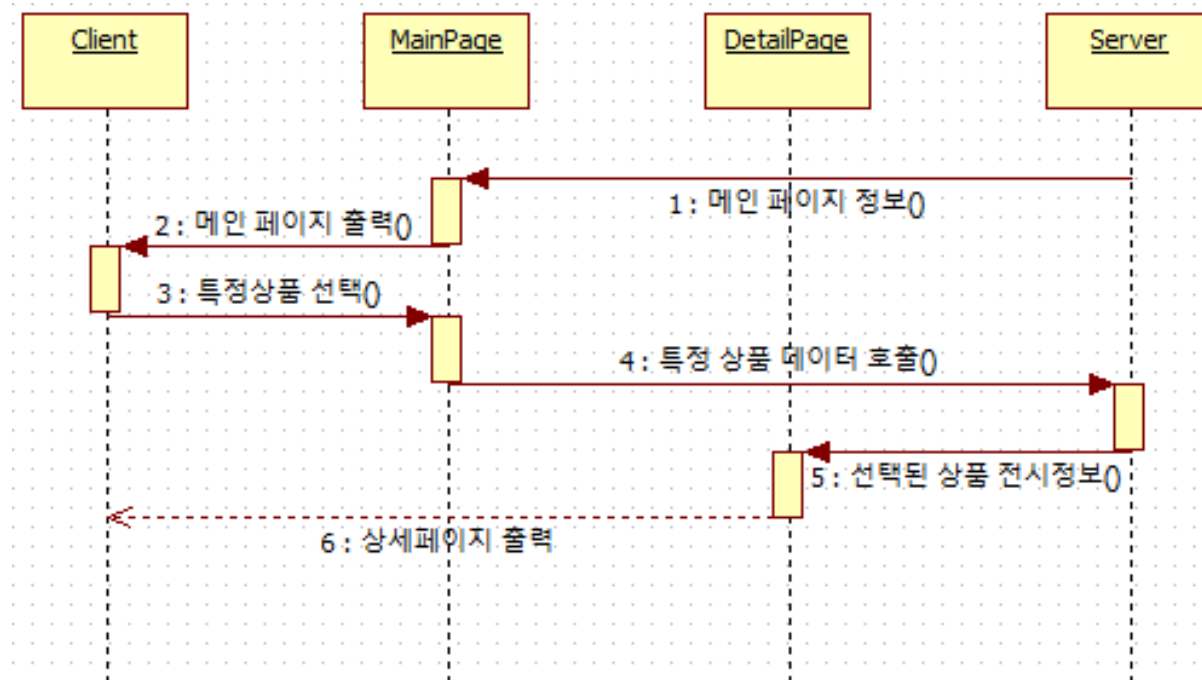 Client
MainPage
DetailPage
Server
1 : 메인 페이지 정보()
2 : 메인 페이지 출력()
3 : 특정상품 선택()
4 : 특정 상품 데이터 호출()
5 : 선택된 상품 전시정보()
6 : 상세페이지 출력